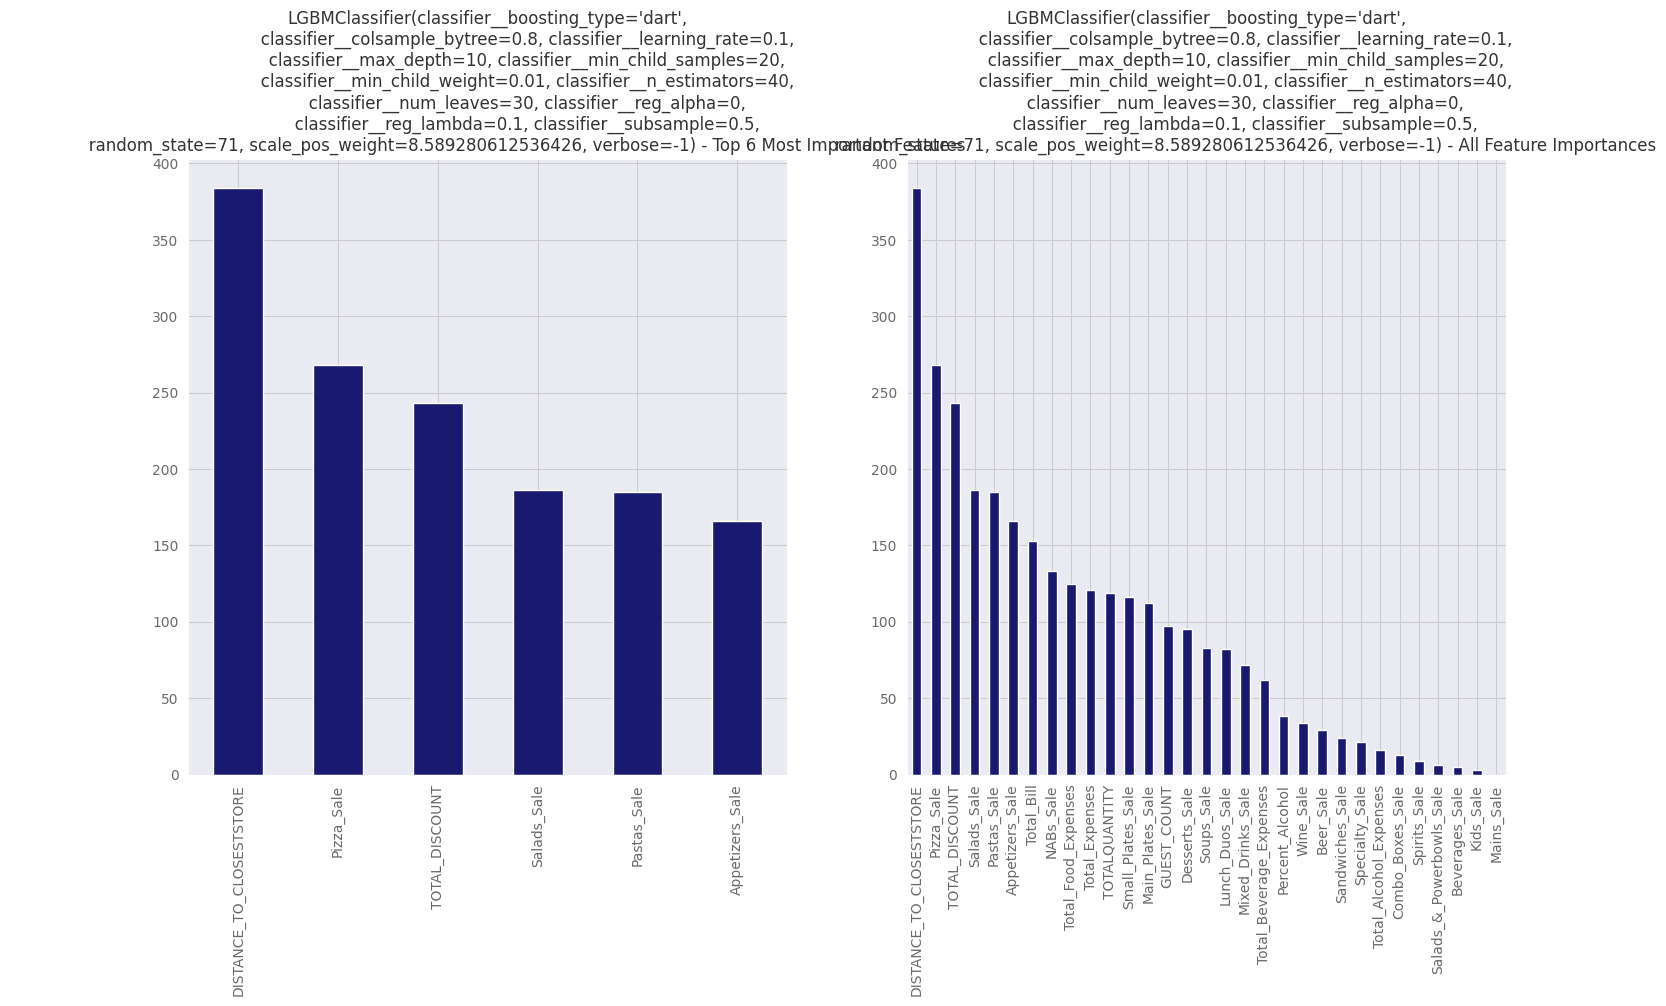 LGBMClassifier(classifier__boosting_type='dart',
classifier__colsample_bytree=0.8, classifier__learning_rate=0.1,
classifier__max_depth=10, classifier__min_child_samples=20,
classifier__min_child_weight=0.01, classifier__n_estimators=40,
classifier__num_leaves=30, classifier__reg_alpha=0,
classifier__reg_lambda=0.1, classifier__subsample=0.5,
random_state=71, scale_pos_weight=8.589280612536426, verbose=-1) - Top 6 Most Important Features
400
350
300
250
200
150
100
50
0
DISTANCE_TO_CLOSESTSTORE
Pizza_Sale
TOTAL_DISCOUNT
Salads_Sale
Pastas_Sale
Appetizers_Sale
LGBMClassifier(classifier__boosting_type='dart',
classifier__colsample_bytree=0.8, classifier__learning_rate=0.1,
classifier__max_depth=10, classifier__min_child_samples=20,
classifier__min_child_weight=0.01, classifier__n_estimators=40,
classifier__num_leaves=30, classifier__reg_alpha=0,
classifier__reg_lambda=0.1, classifier__subsample=0.5,
random_state=71, scale_pos_weight=8.589280612536426, verbose=-1) - All Feature Importances
400
350
300
250
200
150
100
50
0
DISTANCE_TO_CLOSESTSTORE
Pizza_Sale
TOTAL_DISCOUNT
Salads_Sale
Pastas_Sale
Appetizers_Sale
Total_Bill
NABs_Sale
Total_Food_Expenses
Total_Expenses
TOTALQUANTITY
Small_Plates_Sale
Main_Plates_Sale
GUEST_COUNT
Desserts_Sale
Soups_Sale
Lunch_Duos_Sale
Mixed_Drinks_Sale
Total_Beverage_Expenses
Percent_Alcohol
Wine_Sale
Beer_Sale
Sandwiches_Sale
Specialty_Sale
Total_Alcohol_Expenses
Combo_Boxes_Sale
Spirits_Sale
Salads_&_Powerbowls_Sale
Beverages_Sale
Kids_Sale
Mains_Sale